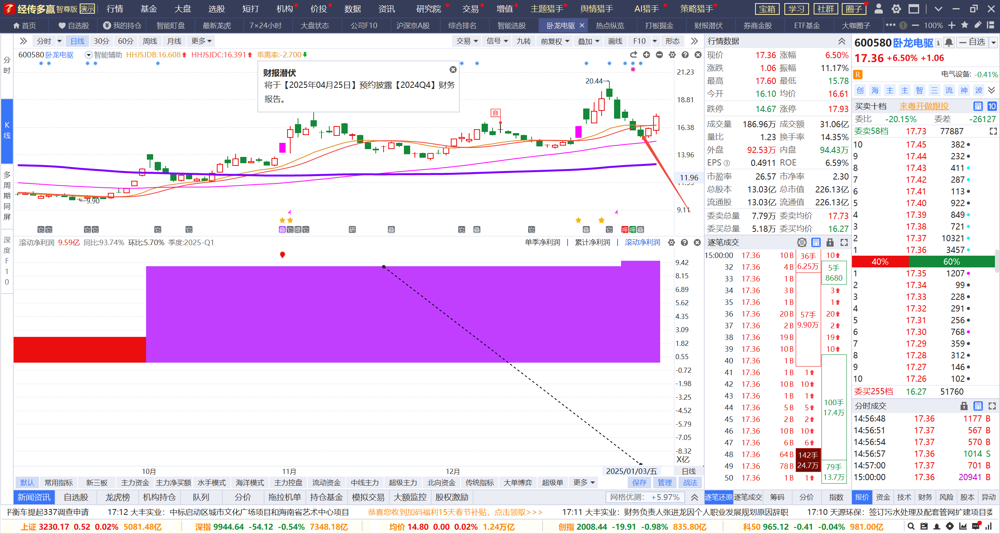 经传多赢 智尊版 演示 行情 基金 大盘 选股 短打 机构 价投 数据 资讯 研究院 交易 增值 主题猎手 舆情猎手 AI猎手 策略猎手 宝箱 学习 社群 圈子
首页 自选股 我的持仓 智能盯盘 最新龙虎 7×24小时 大盘状态 公司F10 沪深京A股 综合排名 智能选股 卧龙电驱 热点纵览 打板掘金 财报潜伏 券商金股 ETF基金 大咖圈子 100%
分时 日线 30分 60分 周线 月线 更多 交易 信号 九转 前复权 叠加 画线 F10 形态
分时
K线
多周期同屏
深度F10
600580 卧龙电驱 智能辅助 HHJSJDB:16.608 HHJSJDC:16.391 乖离率:-2.700
财报潜伏
将于【2025年04月25日】预约披露【2024Q4】财务
报告。
20.44→
←9.90
自
21.23
18.81
16.38
13.96
11.96
9.11
它 它 它 它 它 它 叠 它 提 它 研 叠 它 叠 它 叠 它 押 押 叠
滚动净利润 9.59亿 同比:93.74% 环比:5.70% 季度:2025-Q1 单季净利润 累计净利润 滚动净利润
9.42
8.15
6.89
5.62
4.35
3.09
1.82
0.55
-0.72
-1.98
-3.25
-4.52
-5.79
-7.05
-8.32
X亿
10月 11月 12月 2025/01/03/五 日线
默认 常用指标 新三板 主力资金 主力净买额 水手模式 海洋模式 主力控盘 流动资金 中线主力 超级主力 北向资金 传统指标 大单博弈 超级单 更多 保存 管理 战法
新闻资讯 自选股 龙虎榜 机构持仓 队列 分价 拖拉机单 持仓基金 模拟交易 大额监控 股权激励 网格优测: +5.97%
行情数据
现价 17.36 涨幅 6.50%
涨跌 1.06 振幅 11.17%
最高 17.60 最低 15.78
今开 16.10 均价 16.61
跌停 14.67 涨停 17.93
成交量 186.96万 成交额 31.06亿
量比 1.23 换手率 14.35%
外盘 92.53万 内盘 94.43万
EPS③ 0.4911 ROE 6.59%
市盈率 26.57 市净率 2.30
总股本 13.03亿 总市值 226.13亿
流通股 13.03亿 流通值 226.13亿
委卖总量 7.79万 委卖均价 17.73
委买总量 5.18万 委买均价 16.27
逐笔成交 单 量
15:00:00 17.36 10 B 36手 10
32 17.36 4 B 6.25万 5手
33 17.36 1 B 8680
34 17.36 3 B 3
35 17.36 1 B 1
36 17.36 20 B 57手 20
37 17.36 2 B 9.90万 2
38 17.36 19 B 19
39 17.36 10 B 10
40 17.36 1 B
41 17.36 1 B 1
42 17.36 10 B 10
43 17.36 1 B 1
44 17.36 5 B 5 100手
45 17.36 2 B 2 17.4万
46 17.36 10 B 10
47 17.36 6 B 6
48 17.36 64 B 142手
49 17.36 78 B 24.7万 79手
50 17.36 1 B 1 13.7万
逐笔还原 逐笔成交 筹码 分价 指数
600580 卧龙电驱 自选
17.36 +6.50% +1.06
R 电气设备: -0.41%
创 海 主 主 智 三 流 神 波
买卖十档 来粤开做跟投 量 10
委比 -20.15% 委差 -26127
委卖58档 17.73 77887
10 17.45 382
9 17.44 232
8 17.43 411
7 17.42 287
6 17.41 113
5 17.40 922
4 17.39 849
3 17.38 721
2 17.37 10321
1 17.36 3457
40% 60%
1 17.35 1207
2 17.34 99
3 17.33 228
4 17.32 291
5 17.31 256
6 17.30 768
7 17.29 359
8 17.28 312
9 17.27 146
10 17.26 102
委买255档 16.27 51760
分时成交 量
14:56:48 17.36 1177 B
14:56:51 17.37 567 B
14:56:54 17.37 570 B
14:56:57 17.36 1014 S
14:57:00 17.37 701 B
15:00:00 17.36 20941 B
报价 资金 技术 财务 风险 股本 异动
平衡车提起337调查申请 17:12 大丰实业：中标启动区城市文化广场项目和海南省艺术中心项目 恭喜您收到加码福利15天春节补贴，点击领取>>> 17:11 大丰实业：财务负责人张进龙因个人职业发展规划原因辞职 17:10 天源环保：签订污水处理及配套管网扩建项目委
上证 3230.17 0.52 0.02% 5081.48亿 深指 9944.64 -54.12 -0.54% 7348.18亿 均价 14.80 0.00 0.02% 1.24万亿 创指 2008.44 -19.91 -0.98% 835.80亿 科50 965.12 -0.41 -0.04% 981.00亿